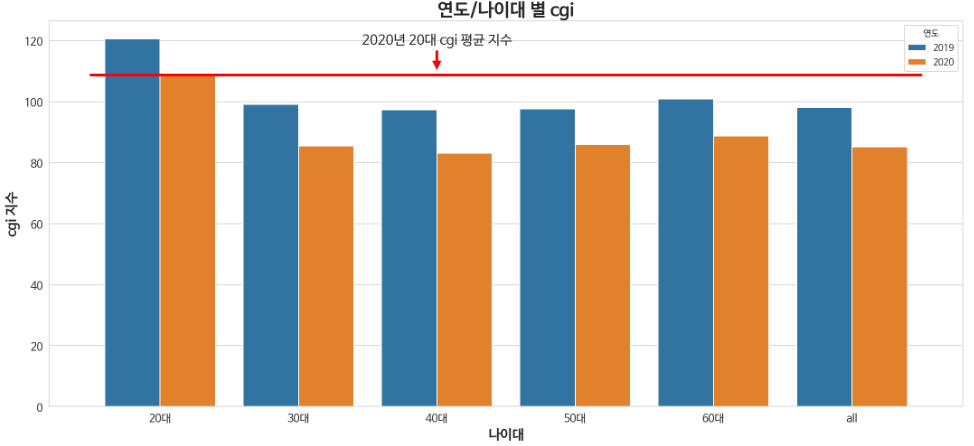 연도/나이대 별 cgi
2020년 20대 cgi 평균 지수
연도
2019
2020
cgi 지수
120
100
80
60
40
20
0
20대
30대
40대
50대
60대
all
나이대